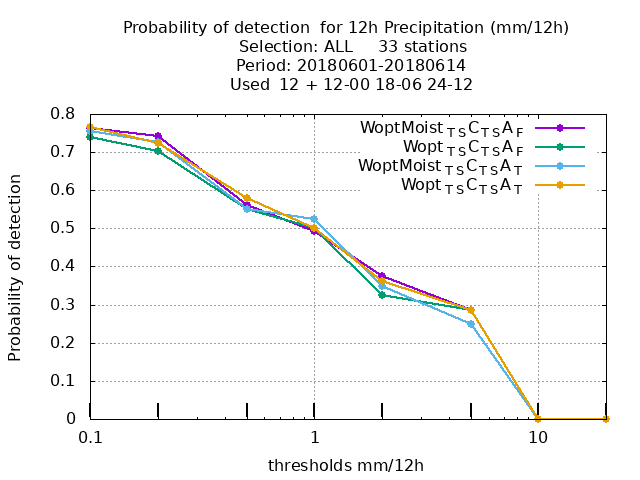 Probability of detection  for 12h Precipitation (mm/12h)
Selection: ALL     33 stations
Period: 20180601-20180614
Used  12 + 12-00 18-06 24-12
WoptMoist TS C TS A F
Wopt TS C TS A F
WoptMoist TS C TS A T
Wopt TS C TS A T
0.8
0.7
0.6
0.5
0.4
0.3
0.2
0.1
0
Probability of detection
0.1 1 10
thresholds mm/12h